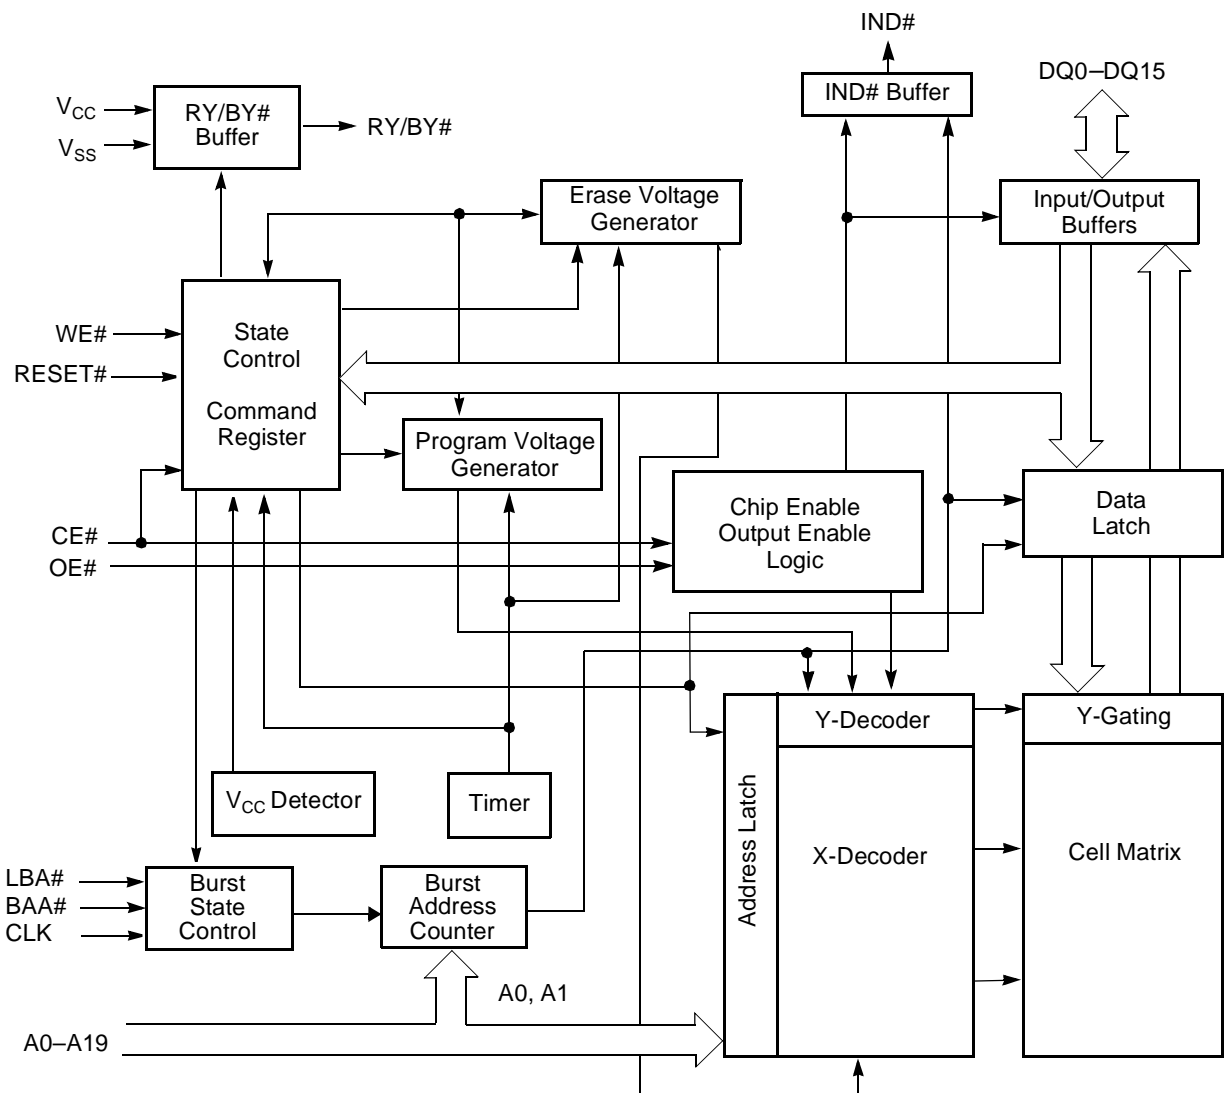 IND#
DQ0–DQ15
IND# Buffer
VCC
VSS
RY/BY#
Buffer
RY/BY#
Erase Voltage
Generator
Input/Output
Buffers
WE#
RESET#
State
Control
Command
Register
Program Voltage
Generator
Chip Enable
Output Enable
Logic
Data
Latch
CE#
OE#
Y-Decoder
Y-Gating
VCC Detector
Timer
Address Latch
X-Decoder
Cell Matrix
LBA#
BAA#
CLK
Burst
State
Control
Burst
Address
Counter
A0, A1
A0–A19